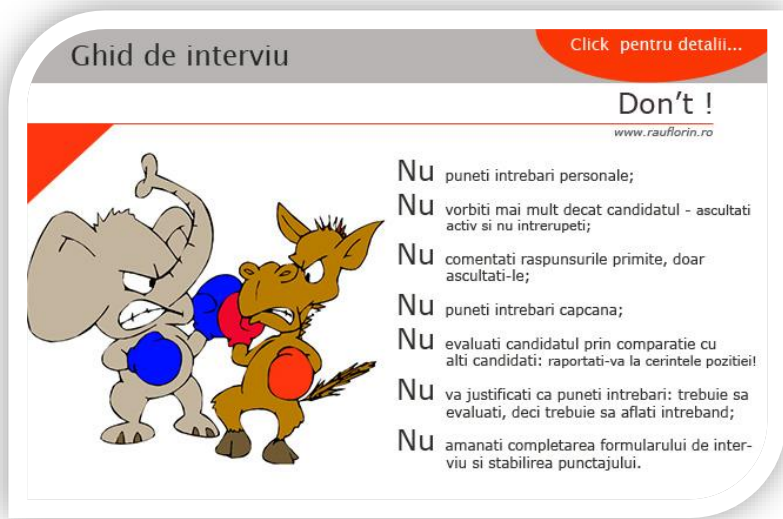 Ghid de interviu
Click pentru detalii...
Don't !
www.rauflorin.ro
Nu puneti intrebari personale;
Nu vorbiti mai mult decat candidatul - ascultati
activ si nu intrerupeti;
Nu comentati raspunsurile primite, doar
ascultati-le;
Nu puneti intrebari capcana;
Nu evaluati candidatul prin comparatie cu
alti candidati: raportati-va la cerintele pozitiei!
Nu va justificati ca puneti intrebari: trebuie sa
evaluati, deci trebuie sa aflati intreband;
Nu amanati completarea formularului de inter-
viu si stabilirea punctajului.